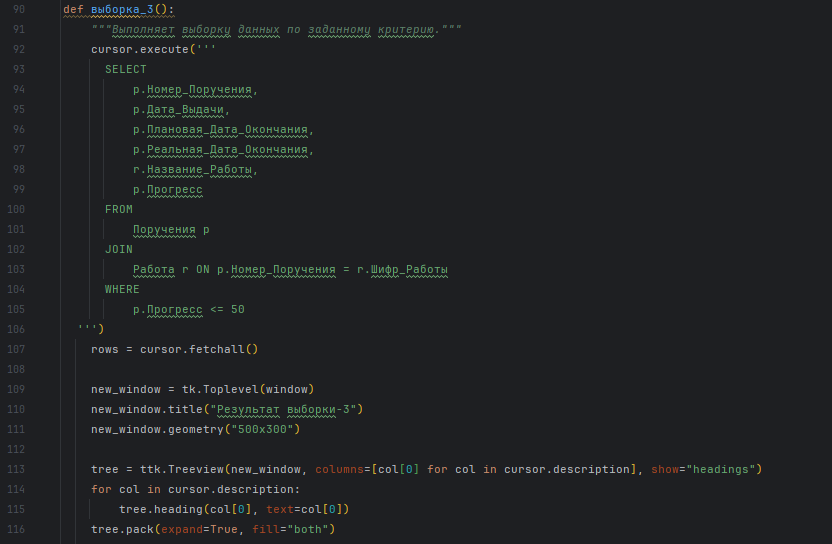 90 def выборка_3():
91 """Выполняет выборку данных по заданному критерию."""
92 cursor.execute('''
93 SELECT
94 p.Номер_Поручения,
95 p.Дата_Выдачи,
96 p.Плановая_Дата_Окончания,
97 p.Реальная_Дата_Окончания,
98 r.Название_Работы,
99 p.Прогресс
100 FROM
101 Поручения p
102 JOIN
103 Работа r ON p.Номер_Поручения = r.Шифр_Работы
104 WHERE
105 p.Прогресс <= 50
106 ''')
107 rows = cursor.fetchall()
108
109 new_window = tk.Toplevel(window)
110 new_window.title("Результат выборки-3")
111 new_window.geometry("500x300")
112
113 tree = ttk.Treeview(new_window, columns=[col[0] for col in cursor.description], show="headings")
114 for col in cursor.description:
115 tree.heading(col[0], text=col[0])
116 tree.pack(expand=True, fill="both")